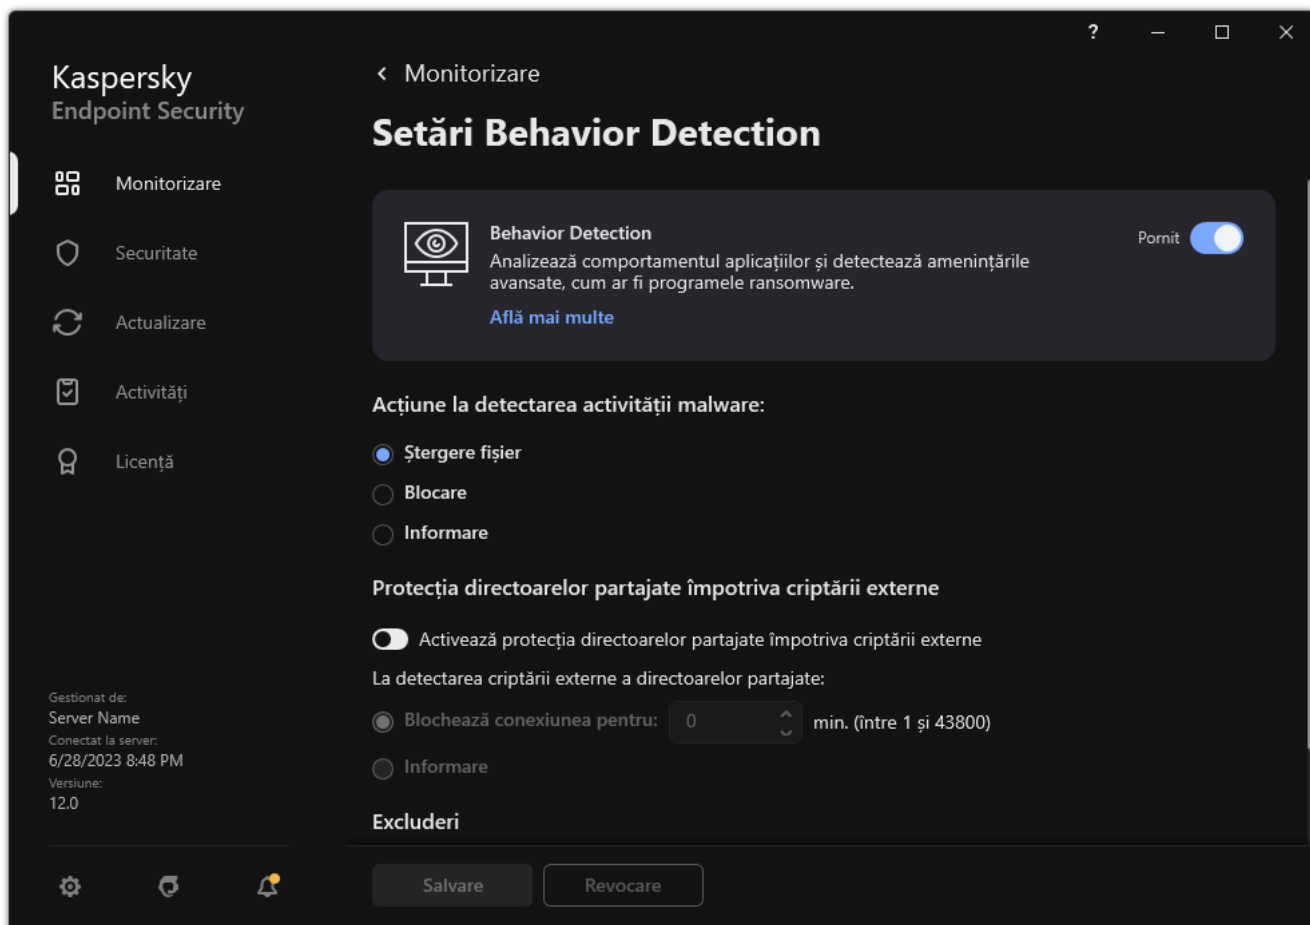 ?
Kaspersky
Endpoint Security
Monitorizare
Securitate
Actualizare
Activități
Licență
Gestionat de:
Server Name
Conectat la server:
6/28/2023 8:48 PM
Versiune:
12.0
Monitorizare
Setări Behavior Detection
Behavior Detection
Pornit
Analizează comportamentul aplicațiilor și detectează amenințările
avansate, cum ar fi programele ransomware.
Află mai multe
Acțiune la detectarea activității malware:
Ștergere fișier
Blocare
Informare
Protecția directoarelor partajate împotriva criptării externe
Activează protecția directoarelor partajate împotriva criptării externe
La detectarea criptării externe a directoarelor partajate:
Blochează conexiunea pentru: 0 min. (între 1 și 43800)
Informare
Excluderi
Salvare
Revocare